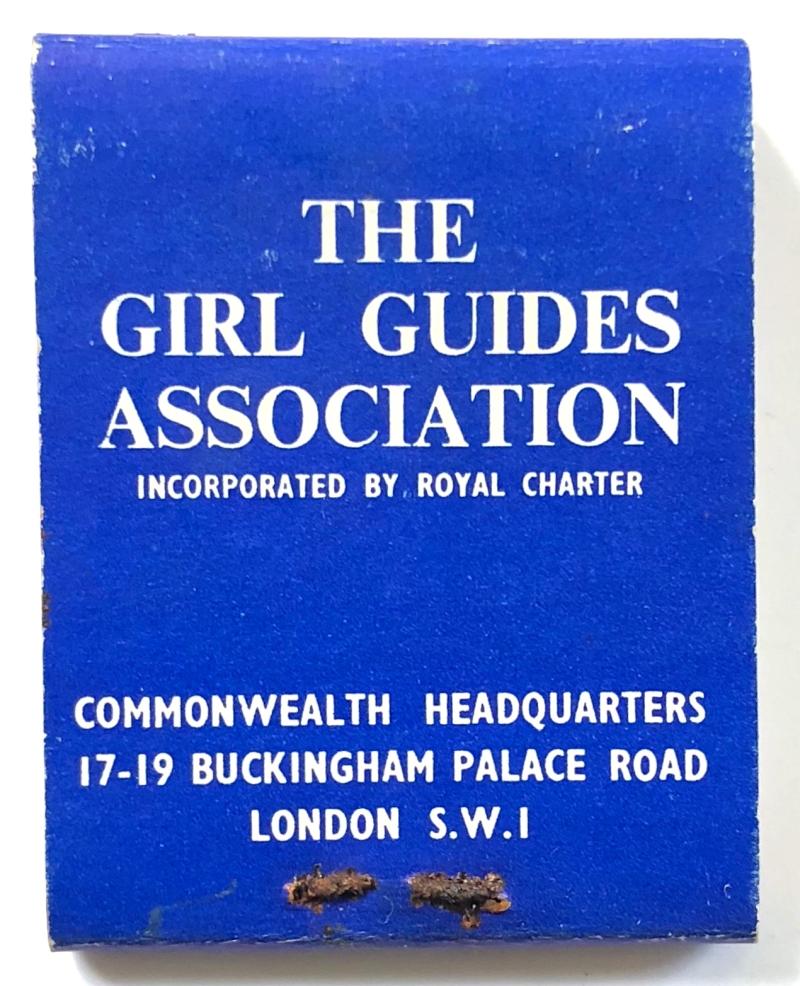 THE
GIRL GUIDES
ASSOCIATION
INCORPORATED BY ROYAL CHARTER
COMMONWEALTH HEADQUARTERS
17-19 BUCKINGHAM PALACE ROAD
LONDON S.W.1